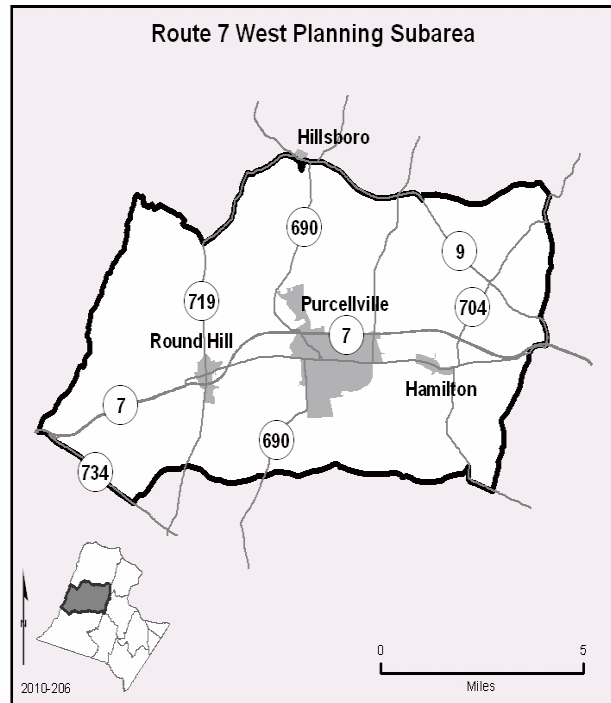 Route 7 West Planning Subarea
Hillsboro
690
9
719
Purcellville
704
Round Hill
7
Hamilton
7
690
734
N
0 5
Miles
2010-206